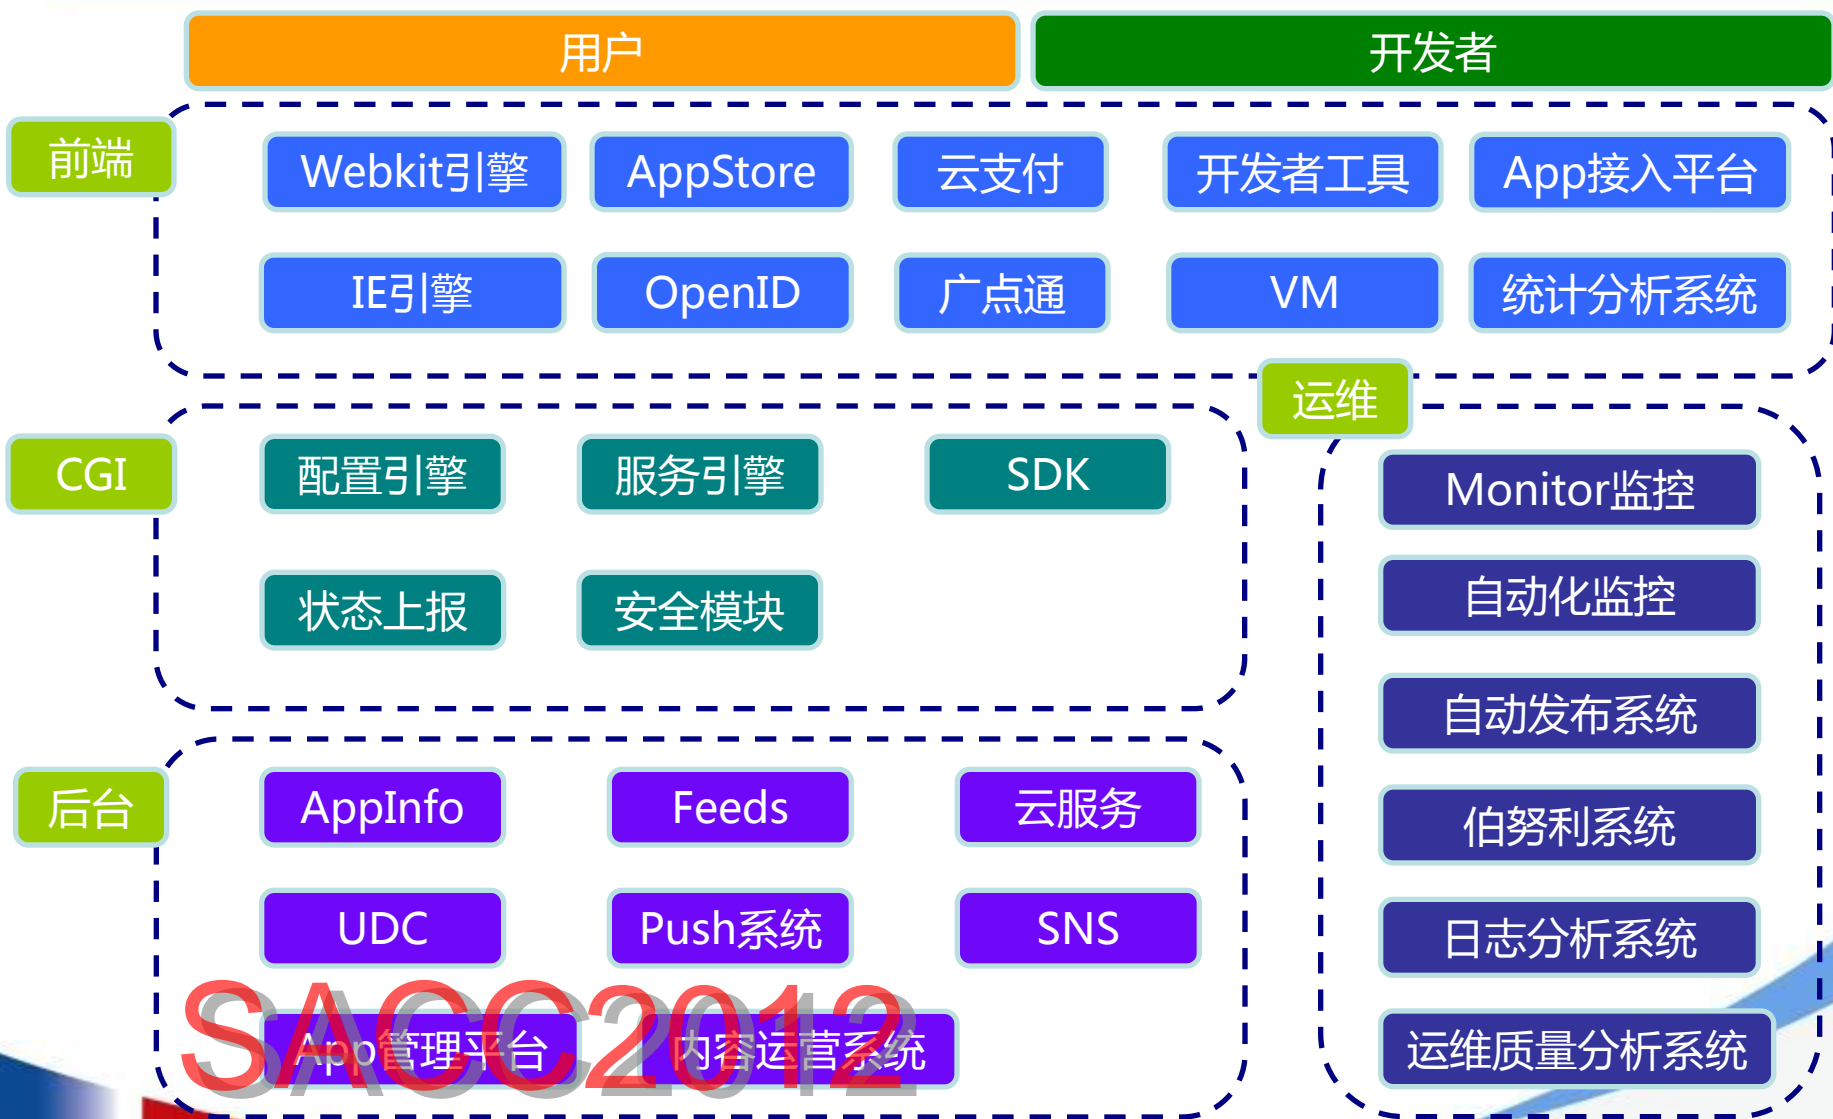 用户
开发者
前端
Webkit引擎
AppStore
云支付
开发者工具
App接入平台
IE引擎
OpenID
广点通
VM
统计分析系统
运维
CGI
配置引擎
服务引擎
SDK
状态上报
安全模块
Monitor监控
自动化监控
自动发布系统
伯努利系统
日志分析系统
运维质量分析系统
后台
AppInfo
Feeds
云服务
UDC
Push系统
SNS
App管理平台
内容运营系统
SACC2012